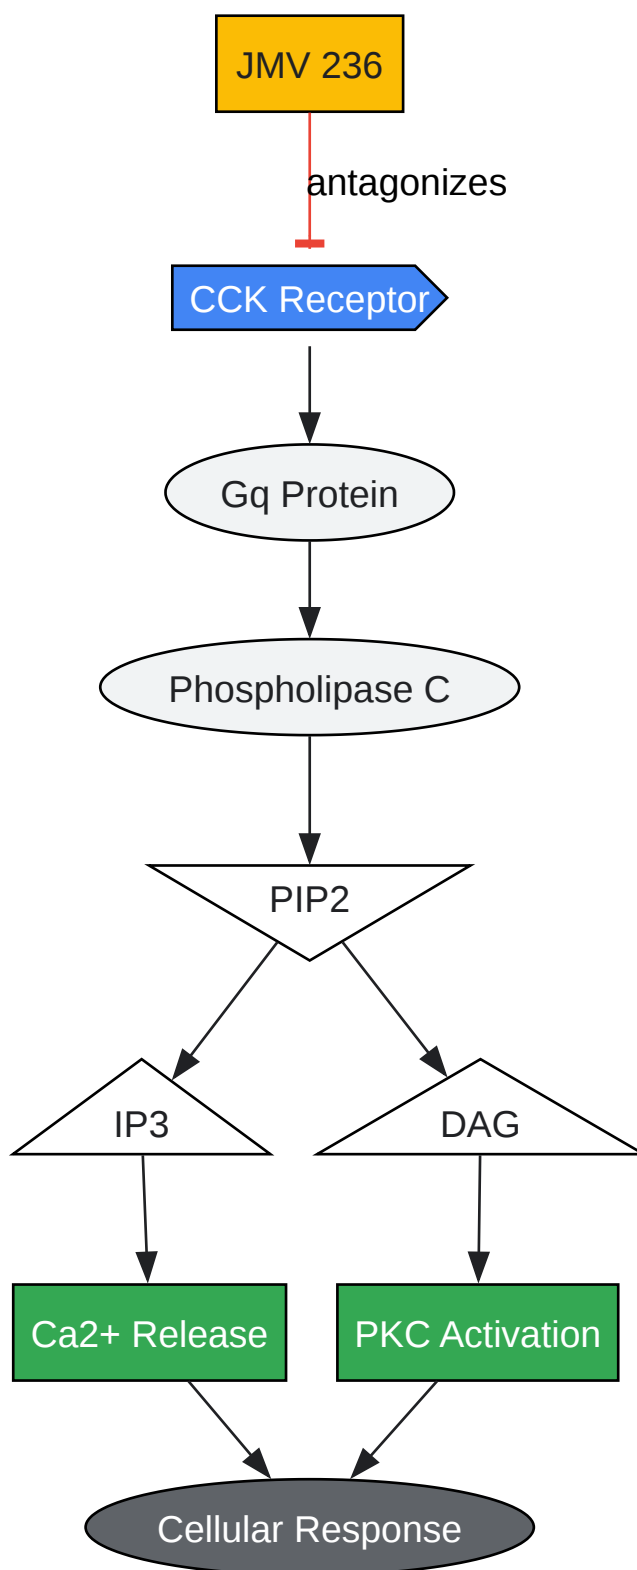 JMV 236
antagonizes
CCK Receptor
Gq Protein
Phospholipase C
PIP2
IP3
DAG
Ca2+ Release
PKC Activation
Cellular Response